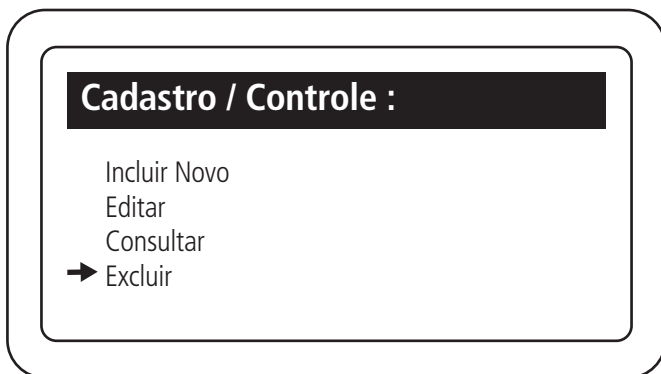 Cadastro / Controle :
Incluir Novo
Editar
Consultar
Excluir